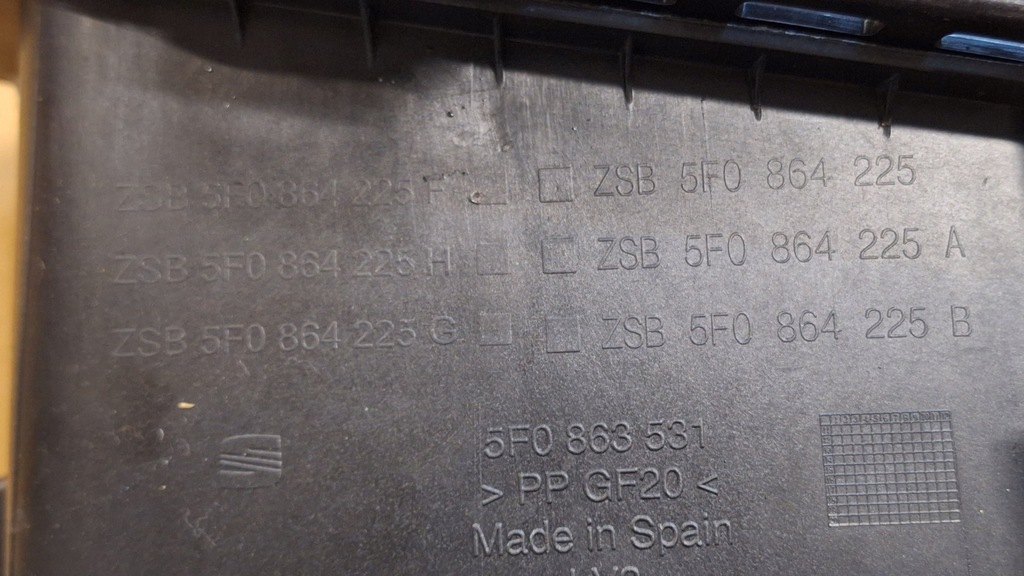 ZSB 5F0 864 225 F
ZSB 5F0 864 225 H
ZSB 5F0 864 225 G
ZSB 5F0 864 225
ZSB 5F0 864 225 A
ZSB 5F0 864 225 B
5F0 863 531
> PP GF20 <
Made in Spain